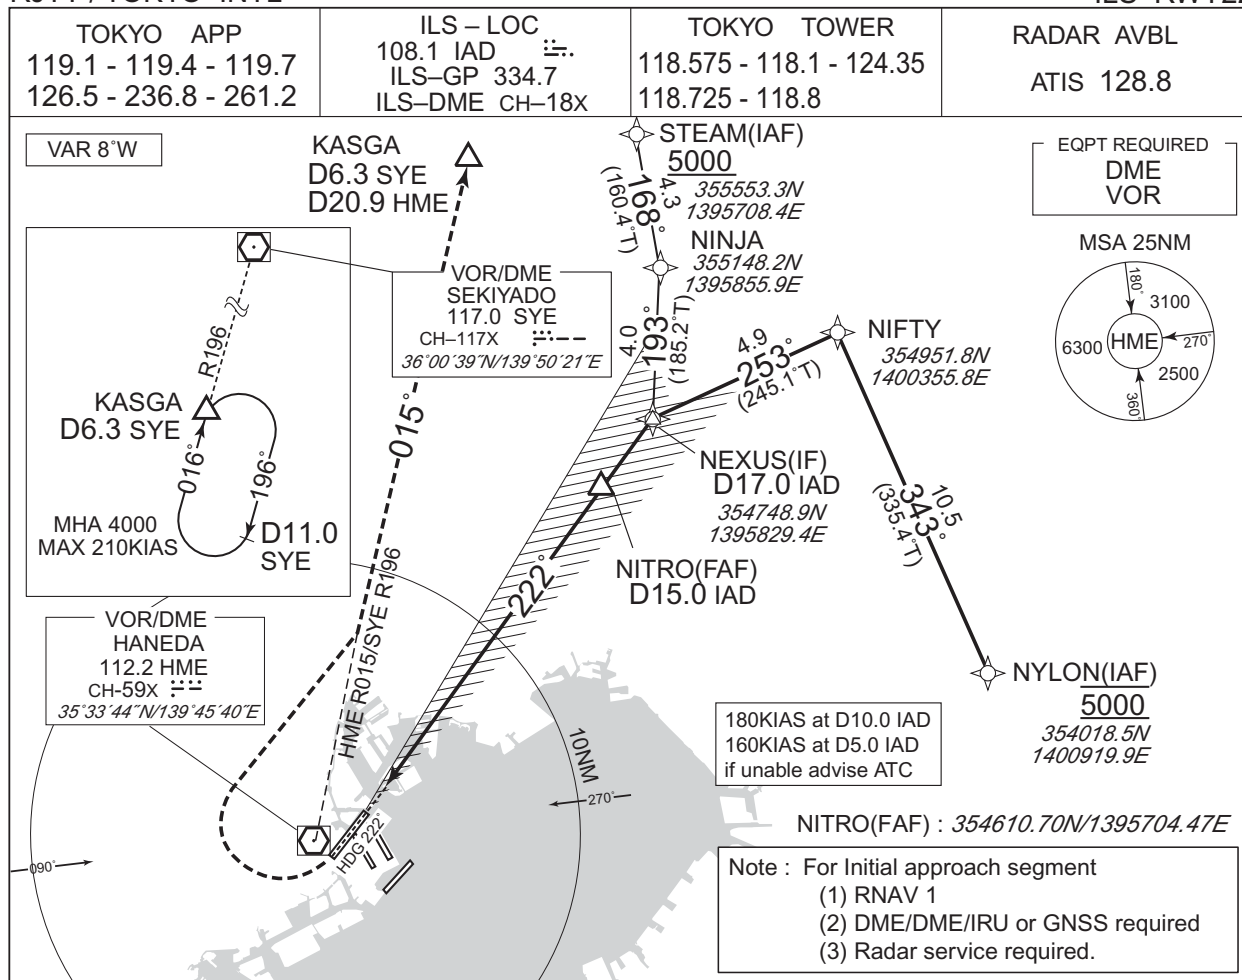 TOKYO APP
119.1 - 119.4 - 119.7
126.5 - 236.8 - 261.2
ILS – LOC
108.1 IAD
ILS–GP 334.7
ILS–DME CH–18X
TOKYO TOWER
118.575 - 118.1 - 124.35
118.725 - 118.8
RADAR AVBL
ATIS 128.8
VAR 8°W
KASGA
D6.3 SYE
D20.9 HME
STEAM(IAF)
5000
355553.3N
1395708.4E
4.3
168°
(160.4°T)
NINJA
355148.2N
1395855.9E
4.0
193°
(185.2°T)
EQPT REQUIRED
DME
VOR
MSA 25NM
180°
3100
HME
270°
6300
2500
360°
VOR/DME
SEKIYADO
117.0 SYE
CH–117X
36°00´39″N/139°50´21″E
R196
KASGA
D6.3 SYE
016°
196°
MHA 4000
MAX 210KIAS
D11.0
SYE
4.9
253°
(245.1°T)
NIFTY
354951.8N
1400355.8E
015°
NEXUS(IF)
D17.0 IAD
354748.9N
1395829.4E
10.5
343°
(335.4°T)
NITRO(FAF)
D15.0 IAD
222°
HME R015/SYE R196
VOR/DME
HANEDA
112.2 HME
CH-59X
35°33´44″N/139°45´40″E
NYLON(IAF)
5000
354018.5N
1400919.9E
180KIAS at D10.0 IAD
160KIAS at D5.0 IAD
if unable advise ATC
10NM
270°
090°
HDG 222°
NITRO(FAF) : 354610.70N/1395704.47E
Note : For Initial approach segment
(1) RNAV 1
(2) DME/DME/IRU or GNSS required
(3) Radar service required.